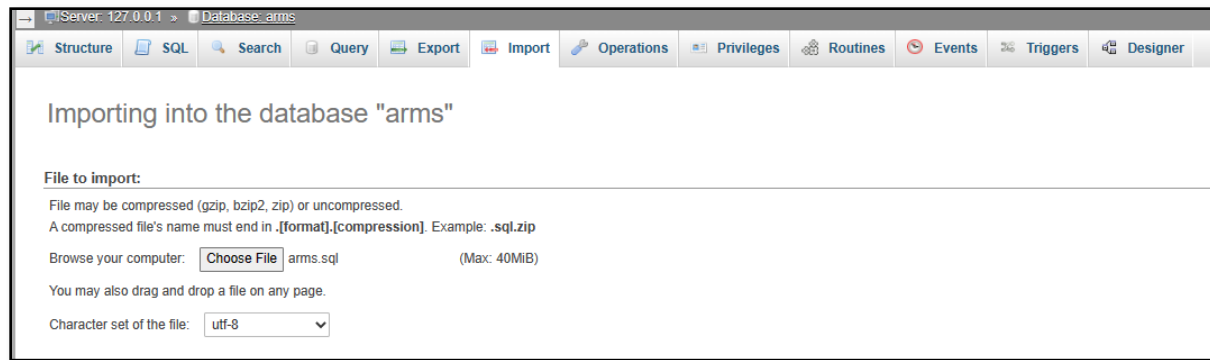 Server: 127.0.0.1 » Database: arms
Structure SQL Search Query Export Import Operations Privileges Routines Events Triggers Designer
Importing into the database "arms"
File to import:
File may be compressed (gzip, bzip2, zip) or uncompressed.
A compressed file's name must end in .[format].[compression]. Example: .sql.zip
Browse your computer: Choose File arms.sql (Max: 40MiB)
You may also drag and drop a file on any page.
Character set of the file: utf-8